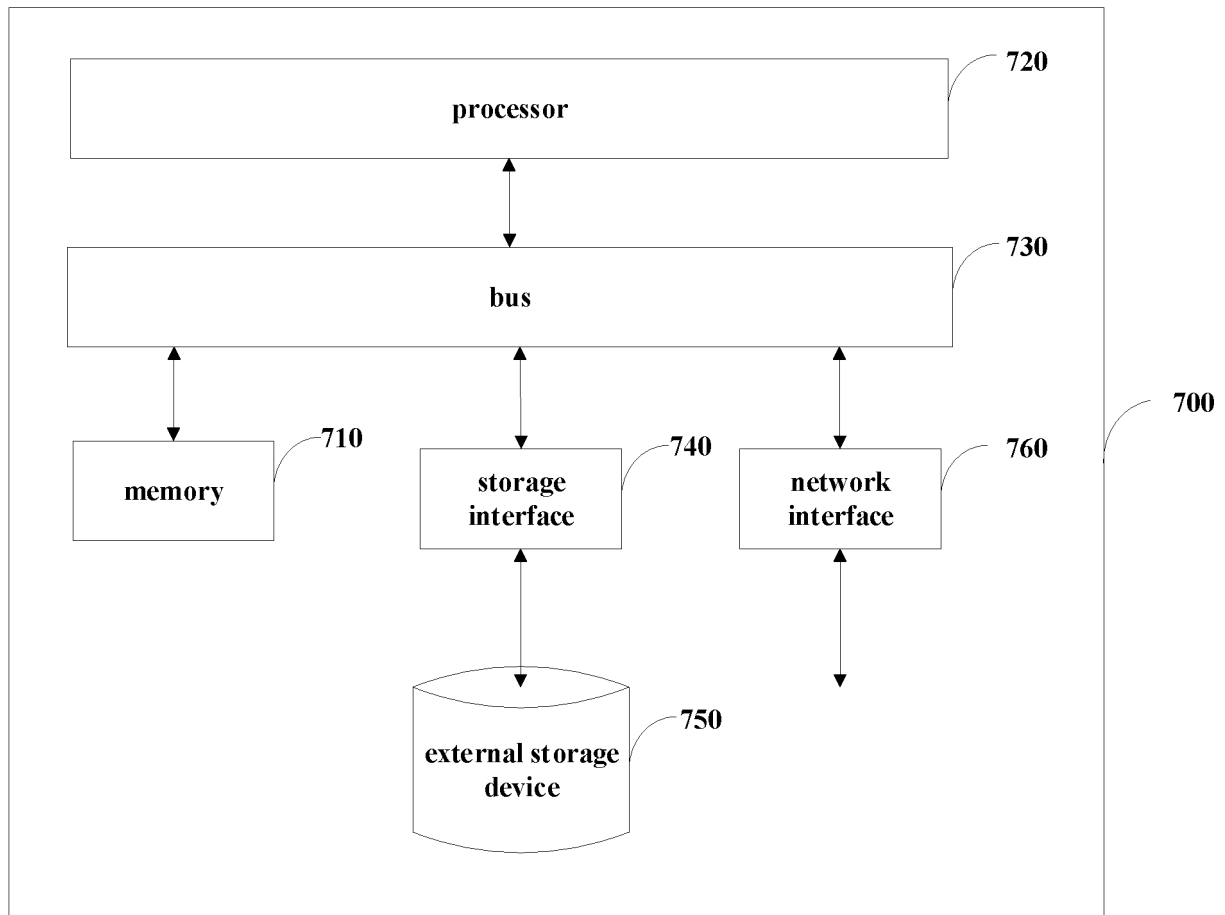 720
processor
730
bus
700
710
740
760
memory
storage
interface
network
interface
750
external storage
device